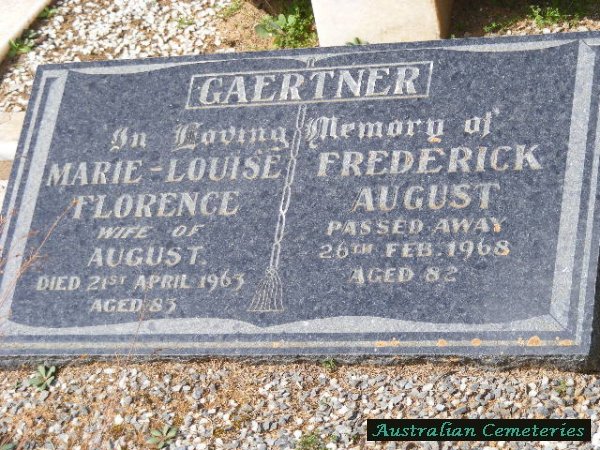 GAERTNER
In Loving Memory of
MARIE-LOUISE
FLORENCE
WIFE OF
AUGUST.
DIED 21ST APRIL 1963
AGED 83
FREDERICK
AUGUST
PASSED AWAY
26TH FEB. 1968
AGED 82
Australian Cemeteries